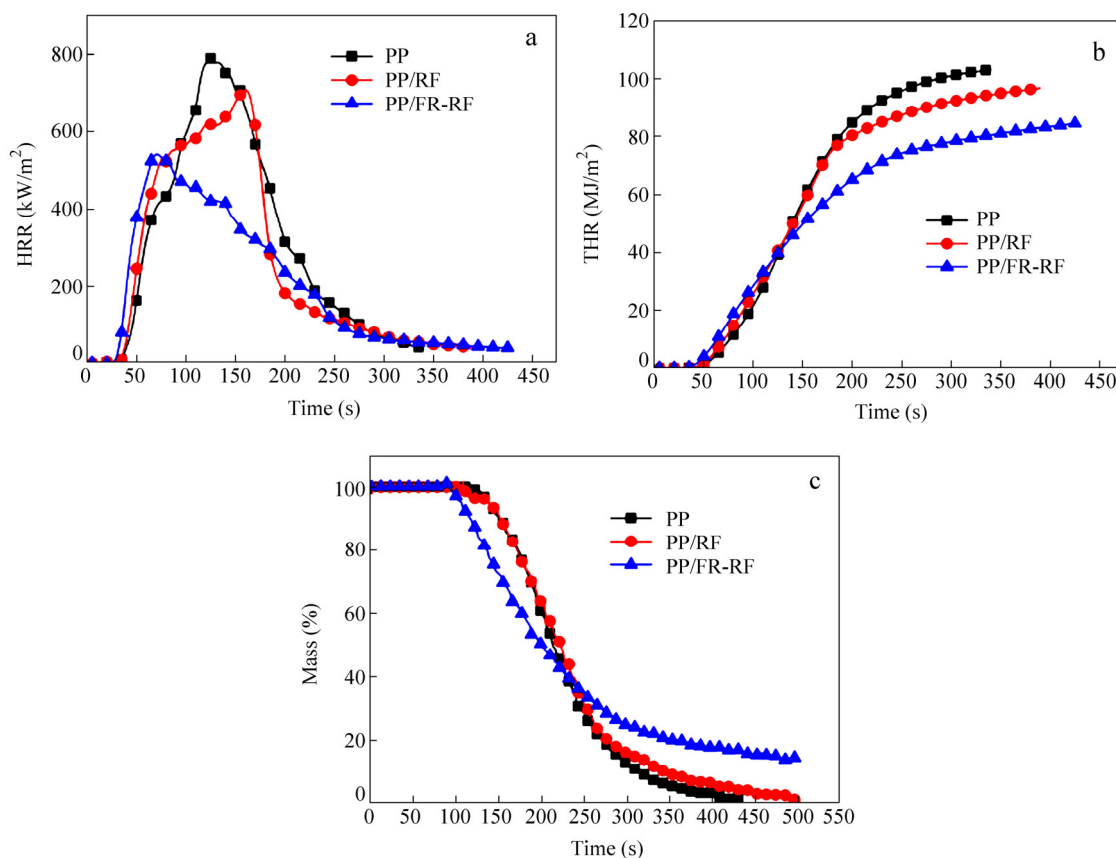 a
800
600
400
200
0
HRR (kW/m²)
PP
PP/RF
PP/FR-RF
0 50 100 150 200 250 300 350 400 450
Time (s)
b
120
100
80
60
40
20
0
THR (MJ/m²)
PP
PP/RF
PP/FR-RF
0 50 100 150 200 250 300 350 400 450
Time (s)
c
100
80
60
40
20
0
Mass (%)
PP
PP/RF
PP/FR-RF
0 50 100 150 200 250 300 350 400 450 500 550
Time (s)